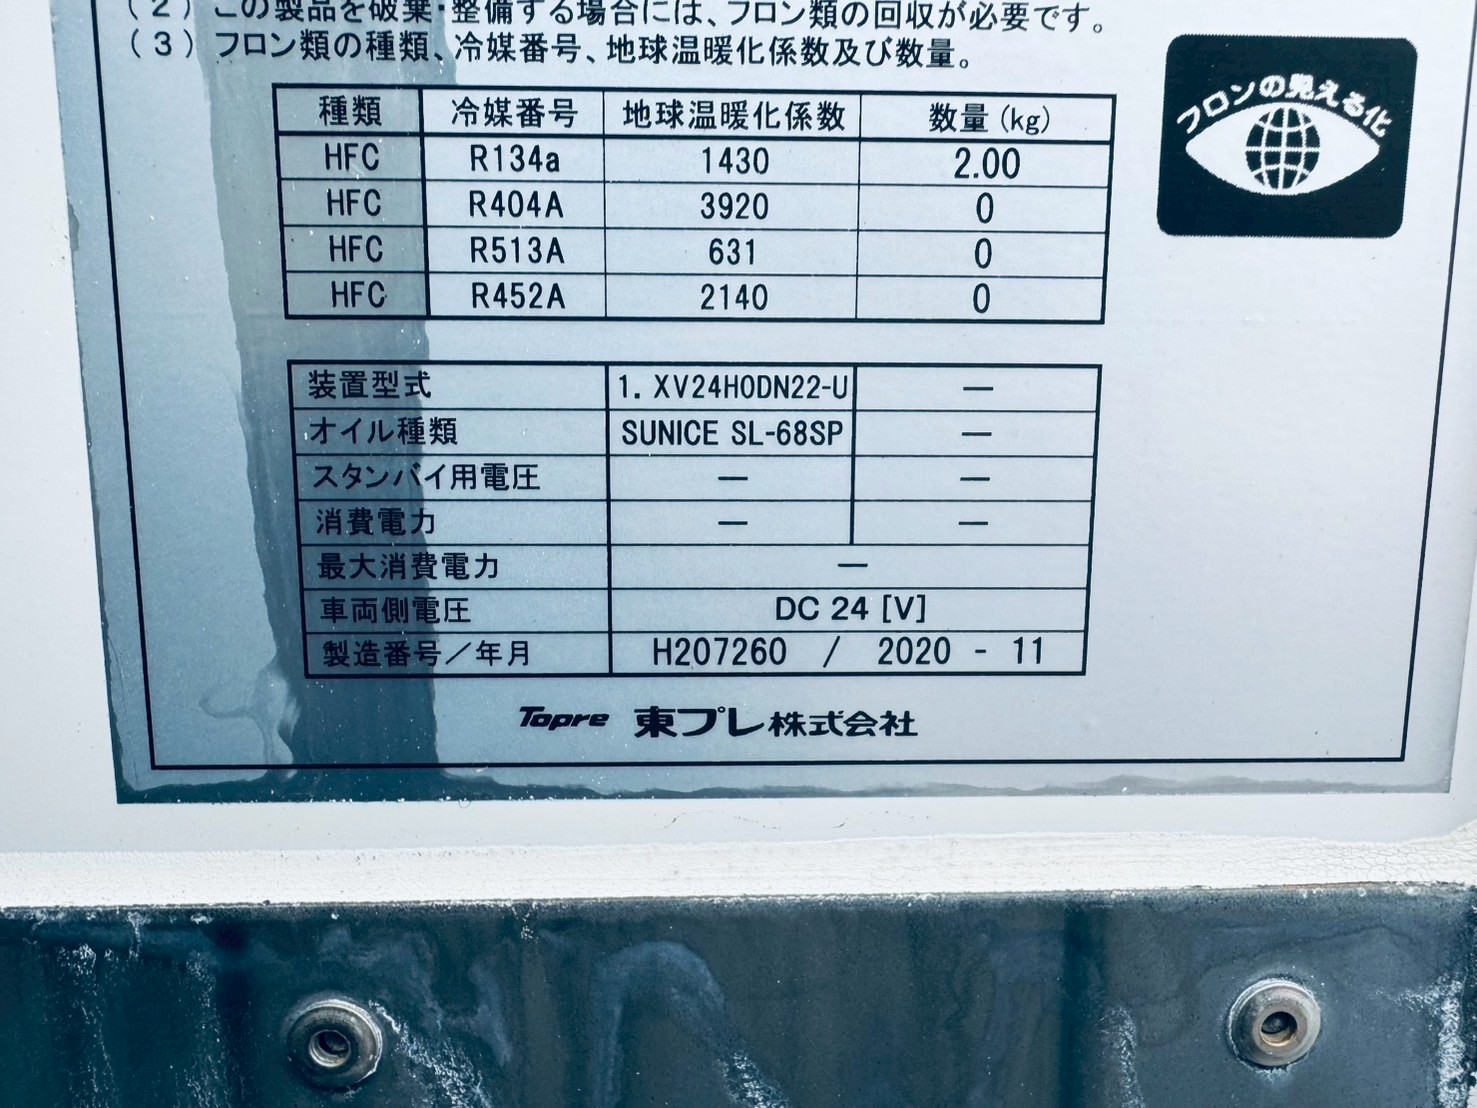 (2) この製品を破棄・整備する場合には、フロン類の回収が必要です。
(3) フロン類の種類、冷媒番号、地球温暖化係数及び数量。
フロンの見える化
種類 冷媒番号 地球温暖化係数 数量(kg)
HFC R134a 1430 2.00
HFC R404A 3920 0
HFC R513A 631 0
HFC R452A 2140 0
装置型式 1. XV24HODN22-U —
オイル種類 SUNICE SL-68SP —
スタンバイ用電圧 — —
消費電力 — —
最大消費電力 —
車両側電圧 DC 24 [V]
製造番号／年月 H207260 / 2020 - 11
Topre 東プレ株式会社